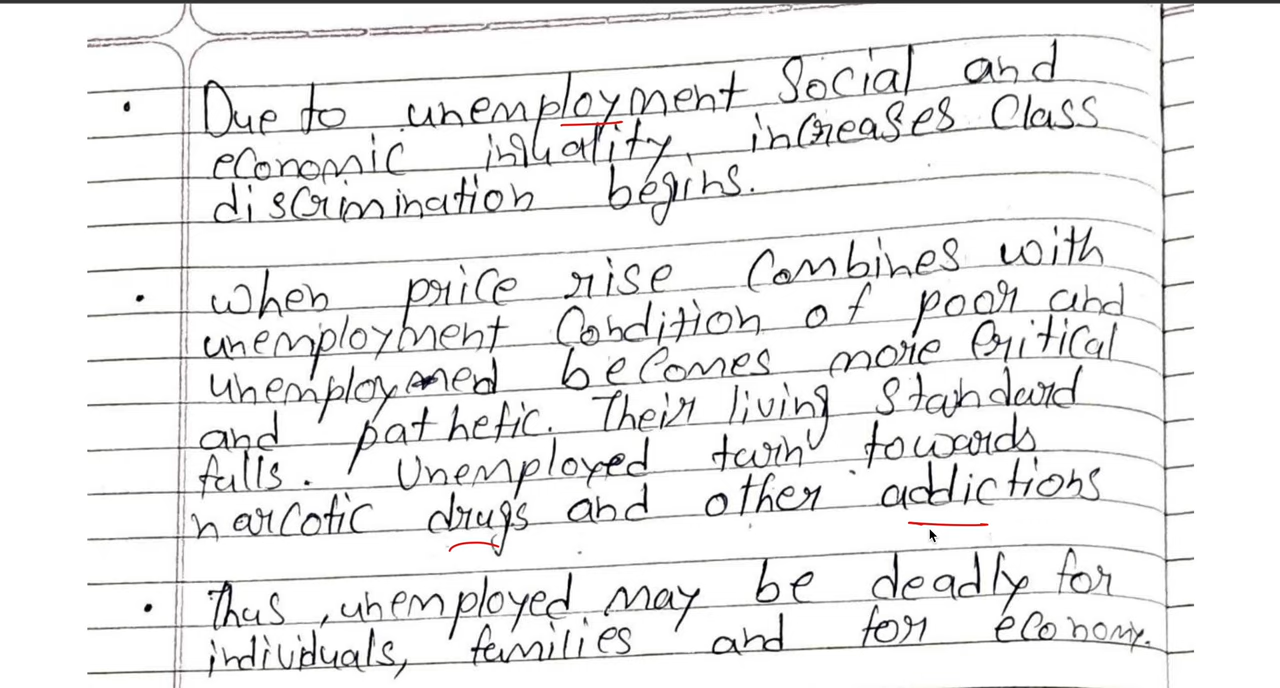 • Due to unemployment Social and
economic inquality, increases Class
discrimination begins.
• When price rise Combines with
unemployment Condition of poor and
unemployed becomes more Critical
and pathetic. Their living Standard
falls. Unemployed turn towards
narcotic drugs and other addictions
• Thus, unemployed may be deadly for
individuals, families and for economy.